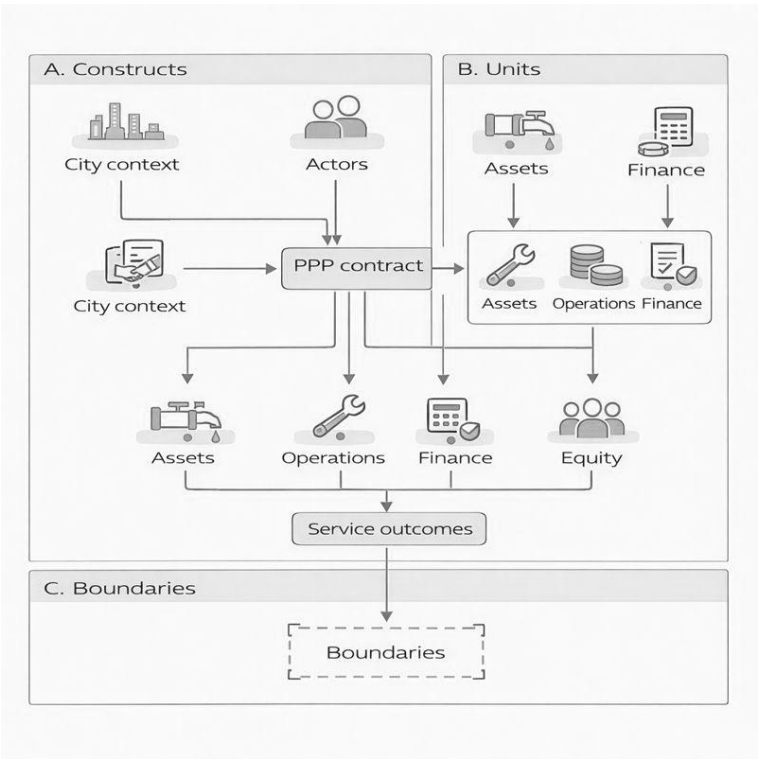 A. Constructs
B. Units
City context
Actors
Assets
Finance
City context
PPP contract
Assets
Operations
Finance
Assets
Operations
Finance
Equity
Service outcomes
C. Boundaries
Boundaries